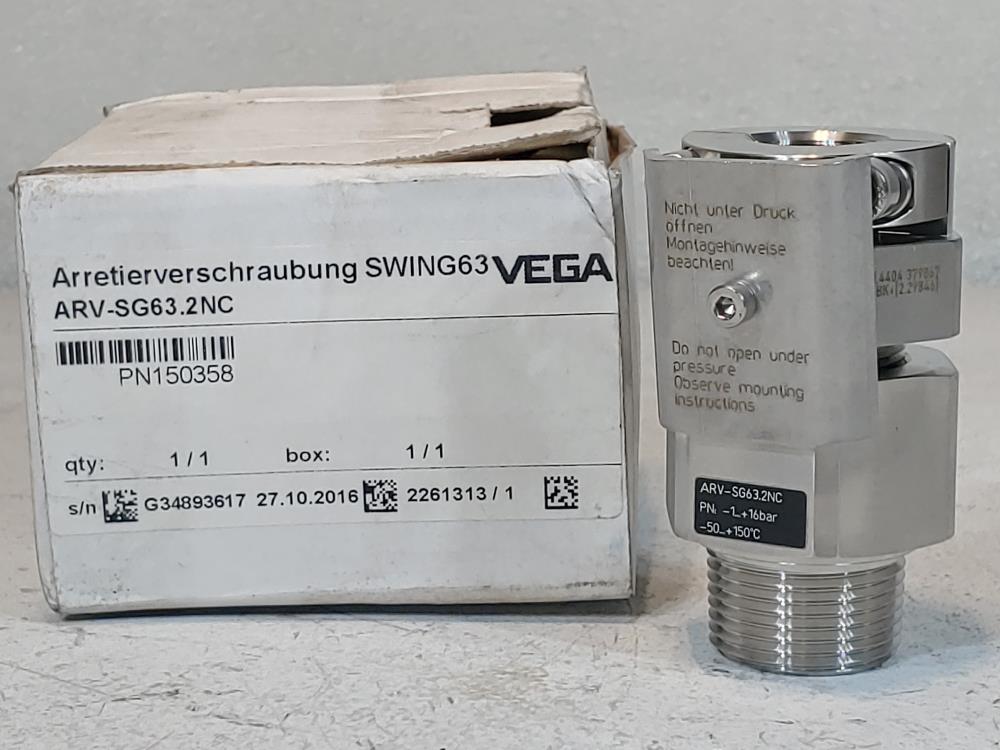 Arretierverschraubung SWING63 VEGA
ARV-SG63.2NC
PN150358
qty: 1 / 1 box: 1 / 1
s/n G34893617 27.10.2016 2261313 / 1
Nicht unter Druck
öffnen
Montagehinweise
beachten!
Do not open under
pressure
Observe mounting
instructions
ARV-SG63.2NC
PN: -1...+16bar
-50...+150°C